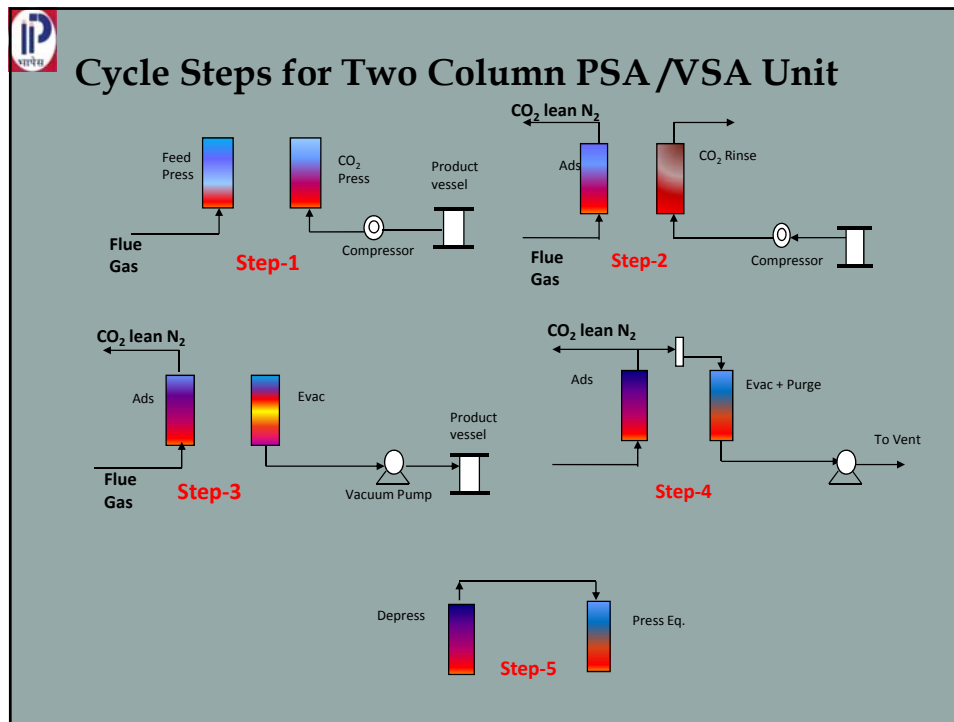 IIP
भापेस
Cycle Steps for Two Column PSA/VSA Unit
Feed
Press
CO₂
Press
Product
vessel
Compressor
Flue
Gas
Step-1
CO₂ lean N₂
Ads
CO₂ Rinse
Compressor
Flue
Gas
Step-2
CO₂ lean N₂
Ads
Evac
Product
vessel
Vacuum Pump
Flue
Gas
Step-3
CO₂ lean N₂
Ads
Evac + Purge
To Vent
Step-4
Depress
Press Eq.
Step-5